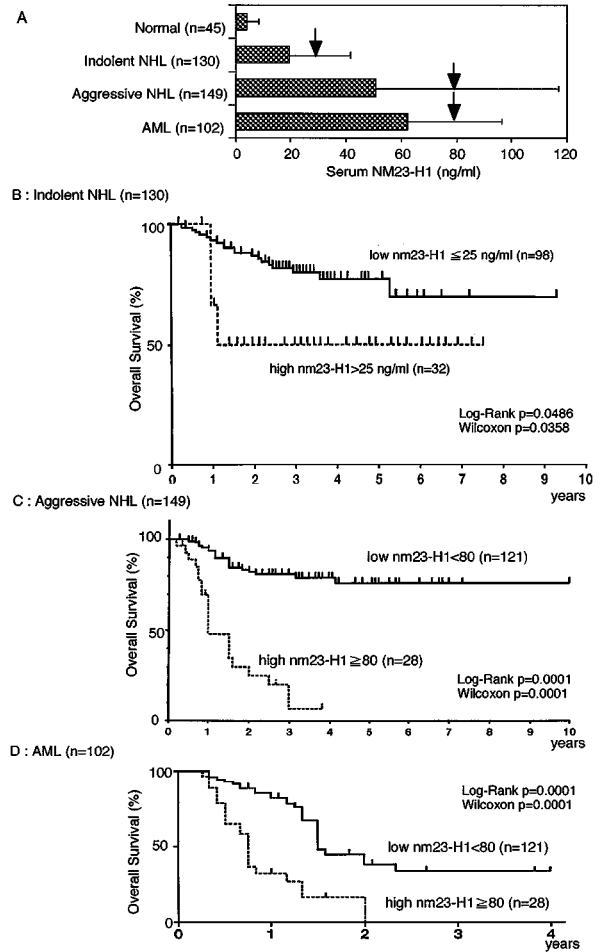 A
Normal (n=45)
Indolent NHL (n=130)
Aggressive NHL (n=149)
AML (n=102)
0 20 40 60 80 100 120
Serum NM23-H1 (ng/ml)
B : Indolent NHL (n=130)
100
50
0
Overall Survival (%)
low nm23-H1 ≦25 ng/ml (n=98)
high nm23-H1>25 ng/ml (n=32)
Log-Rank p=0.0486
Wilcoxon p=0.0358
0 1 2 3 4 5 6 7 8 9 10
years
C : Aggressive NHL (n=149)
100
50
0
Overall Survival (%)
low nm23-H1<80 (n=121)
high nm23-H1≧80 (n=28)
Log-Rank p=0.0001
Wilcoxon p=0.0001
0 1 2 3 4 5 6 7 8 9 10
years
D : AML (n=102)
100
50
0
Overall Survival (%)
Log-Rank p=0.0001
Wilcoxon p=0.0001
low nm23-H1<80 (n=121)
high nm23-H1≧80 (n=28)
0 1 2 3 4
years